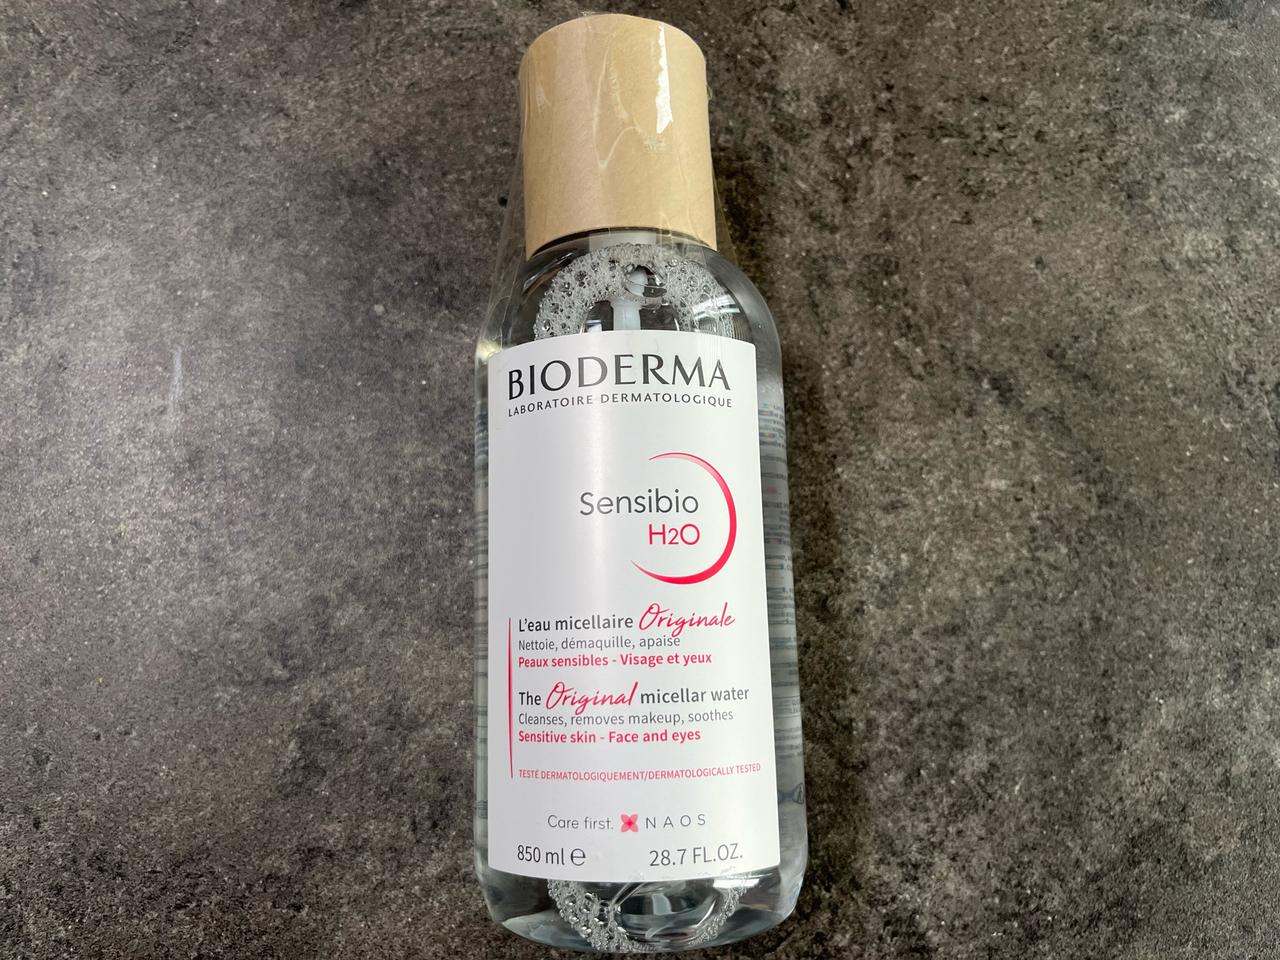 BIODERMA
LABORATOIRE DERMATOLOGIQUE
Sensibio
H2O
L'eau micellaire Originale
Nettoie, démaquille, apaise
Peaux sensibles - Visage et yeux
The Original micellar water
Cleanses, removes makeup, soothes
Sensitive skin - Face and eyes
TESTÉ DERMATOLOGIQUEMENT/DERMATOLOGICALLY TESTED
Care first. NAOS
850 ml ℮ 28.7 FL.OZ.